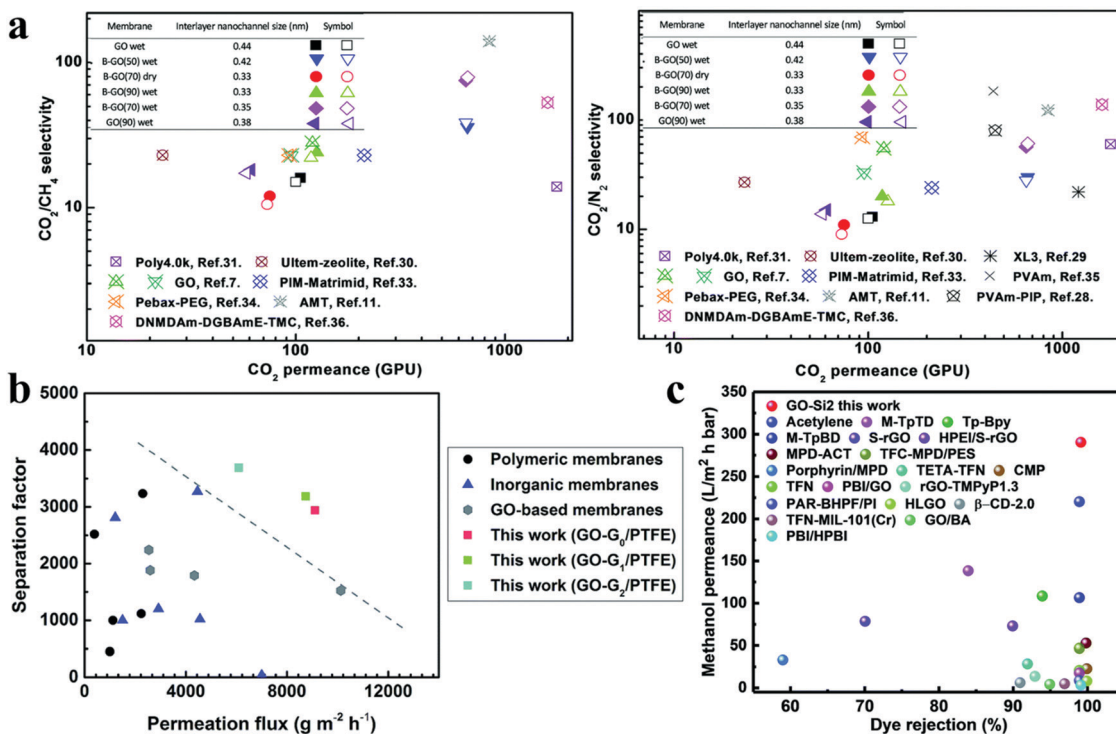 a
Membrane Interlayer nanochannel size (nm) Symbol
GO wet 0.44
B-GO(50) wet 0.42
B-GO(70) dry 0.33
B-GO(90) wet 0.33
B-GO(70) wet 0.35
GO(90) wet 0.38
100
10
CO2/CH4 selectivity
Poly4.0k, Ref.31. Ultem-zeolite, Ref.30.
GO, Ref.7. PIM-Matrimid, Ref.33.
Pebax-PEG, Ref.34. AMT, Ref.11.
DNMDAm-DGBAmE-TMC, Ref.36.
10 100 1000
CO2 permeance (GPU)
Membrane Interlayer nanochannel size (nm) Symbol
GO wet 0.44
B-GO(50) wet 0.42
B-GO(70) dry 0.33
B-GO(90) wet 0.33
B-GO(70) wet 0.35
GO(90) wet 0.38
100
10
CO2/N2 selectivity
Poly4.0k, Ref.31. Ultem-zeolite, Ref.30. XL3, Ref.29
GO, Ref.7. PIM-Matrimid, Ref.33. PVAm, Ref.35
Pebax-PEG, Ref.34. AMT, Ref.11. PVAm-PIP, Ref.28.
DNMDAm-DGBAmE-TMC, Ref.36.
10 100 1000
CO2 permeance (GPU)
b
5000
4000
3000
2000
1000
0
Separation factor
0 4000 8000 12000
Permeation flux (g m-2 h-1)
Polymeric membranes
Inorganic membranes
GO-based membranes
This work (GO-G0/PTFE)
This work (GO-G1/PTFE)
This work (GO-G2/PTFE)
c
350
300
250
200
150
100
50
0
Methanol permeance (L/m2 h bar)
GO-Si2 this work
Acetylene M-TpTD Tp-Bpy
M-TpBD S-rGO HPEI/S-rGO
MPD-ACT TFC-MPD/PES
Porphyrin/MPD TETA-TFN CMP
TFN PBI/GO rGO-TMPyP1.3
PAR-BHPF/PI HLGO β-CD-2.0
TFN-MIL-101(Cr) GO/BA
PBI/HPBI
60 70 80 90 100
Dye rejection (%)